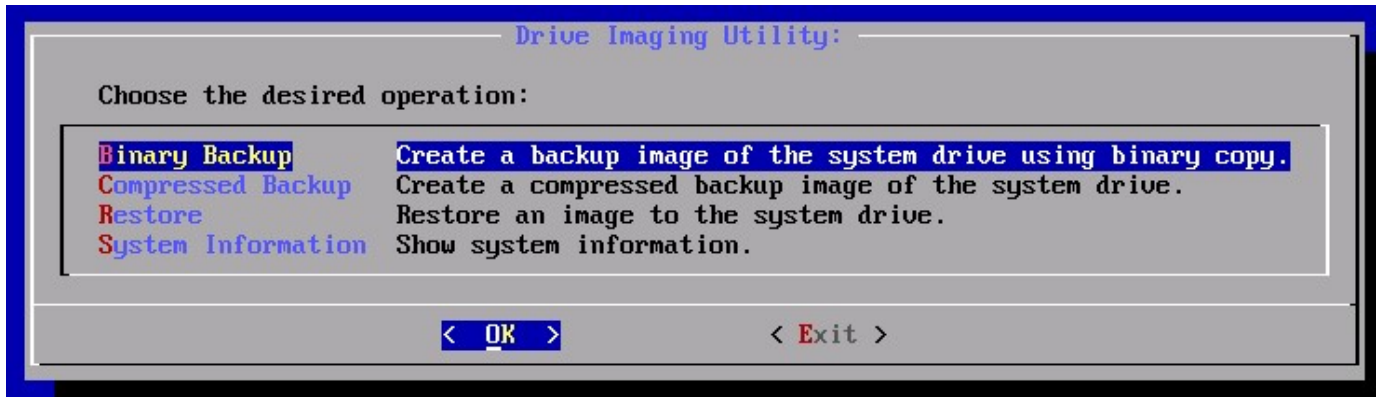 Drive Imaging Utility:
Choose the desired operation:
Binary Backup Create a backup image of the system drive using binary copy.
Compressed Backup Create a compressed backup image of the system drive.
Restore Restore an image to the system drive.
System Information Show system information.
< OK > < Exit >